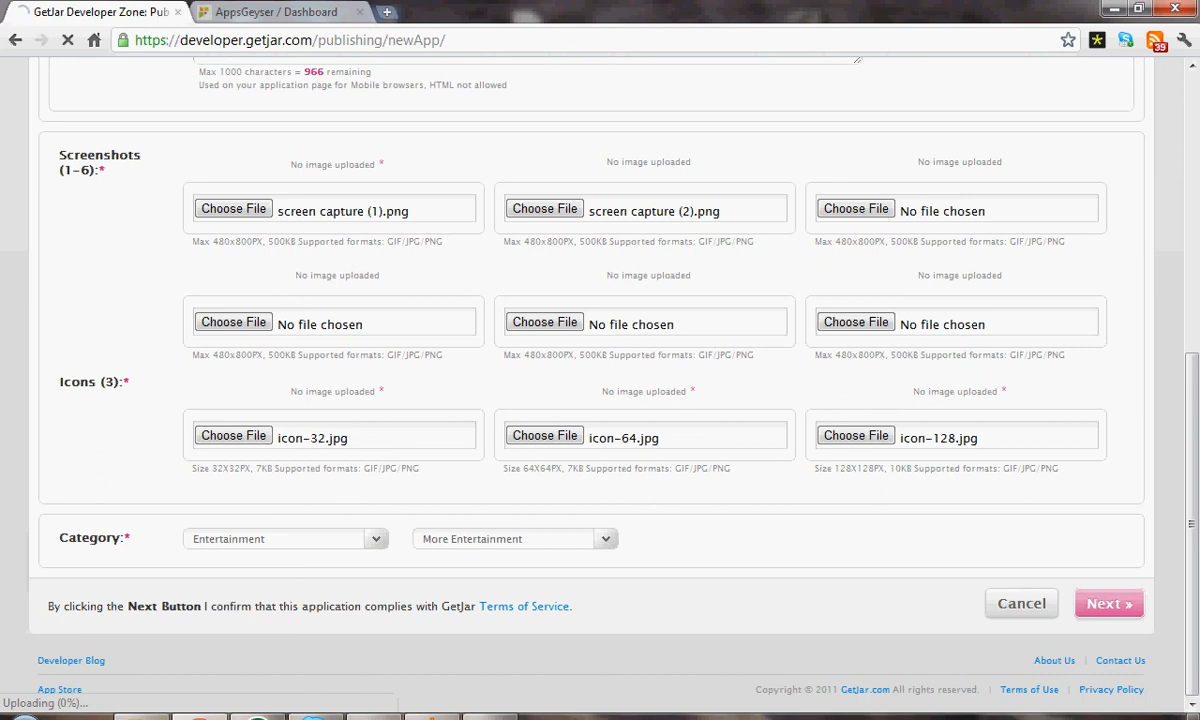 GetJar Developer Zone: Pub
AppsGeyser / Dashboard
https://developer.getjar.com/publishing/newApp/
39
Max 1000 characters = 966 remaining
Used on your application page for Mobile browsers, HTML not allowed
Screenshots
(1-6):*
No image uploaded *
No image uploaded
No image uploaded
Choose File screen capture (1).png
Choose File screen capture (2).png
Choose File No file chosen
Max 480x800PX, 500KB Supported formats: GIF/JPG/PNG
Max 480x800PX, 500KB Supported formats: GIF/JPG/PNG
Max 480x800PX, 500KB Supported formats: GIF/JPG/PNG
No image uploaded
No image uploaded
No image uploaded
Choose File No file chosen
Choose File No file chosen
Choose File No file chosen
Max 480x800PX, 500KB Supported formats: GIF/JPG/PNG
Max 480x800PX, 500KB Supported formats: GIF/JPG/PNG
Max 480x800PX, 500KB Supported formats: GIF/JPG/PNG
Icons (3):*
No image uploaded *
No image uploaded *
No image uploaded *
Choose File icon-32.jpg
Choose File icon-64.jpg
Choose File icon-128.jpg
Size 32X32PX, 7KB Supported formats: GIF/JPG/PNG
Size 64X64PX, 7KB Supported formats: GIF/JPG/PNG
Size 128X128PX, 10KB Supported formats: GIF/JPG/PNG
Category:*
Entertainment
More Entertainment
By clicking the Next Button I confirm that this application complies with GetJar Terms of Service.
Cancel
Next »
Developer Blog
About Us | Contact Us
App Store
Copyright © 2011 GetJar.com All rights reserved. | Terms of Use | Privacy Policy
Uploading (0%)...